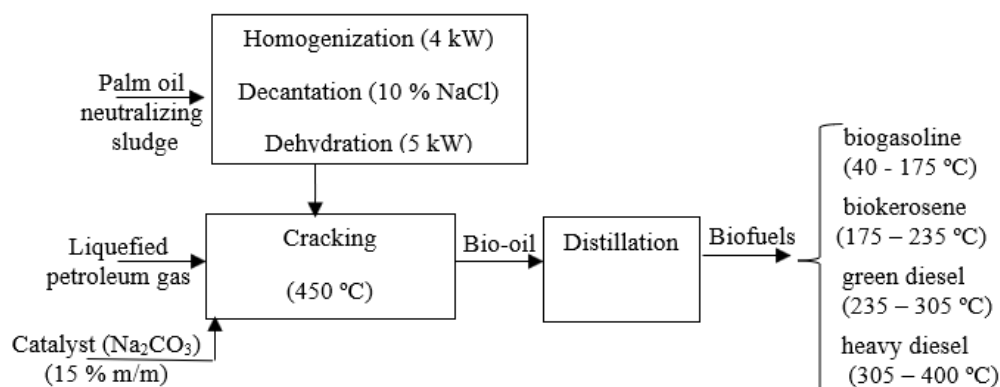 Homogenization (4 kW)
Decantation (10 % NaCl)
Dehydration (5 kW)
Palm oil
neutralizing
sludge
Cracking
(450 ºC)
Liquefied
petroleum gas
Catalyst (Na₂CO₃)
(15 % m/m)
Bio-oil
Distillation
Biofuels
biogasoline
(40 - 175 ºC)
biokerosene
(175 – 235 ºC)
green diesel
(235 – 305 ºC)
heavy diesel
(305 – 400 ºC)